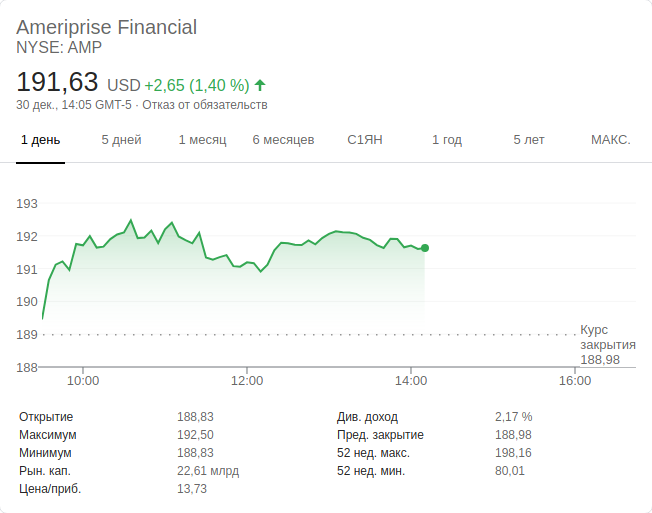 Ameriprise Financial
NYSE: AMP
191,63 USD +2,65 (1,40 %)
30 дек., 14:05 GMT-5 · Отказ от обязательств
1 день 5 дней 1 месяц 6 месяцев С1ЯН 1 год 5 лет МАКС.
193
192
191
190
189
Курс
закрытия
188,98
188
10:00 12:00 14:00 16:00
Открытие 188,83 Див. доход 2,17 %
Максимум 192,50 Пред. закрытие 188,98
Минимум 188,83 52 нед. макс. 198,16
Рын. кап. 22,61 млрд 52 нед. мин. 80,01
Цена/приб. 13,73